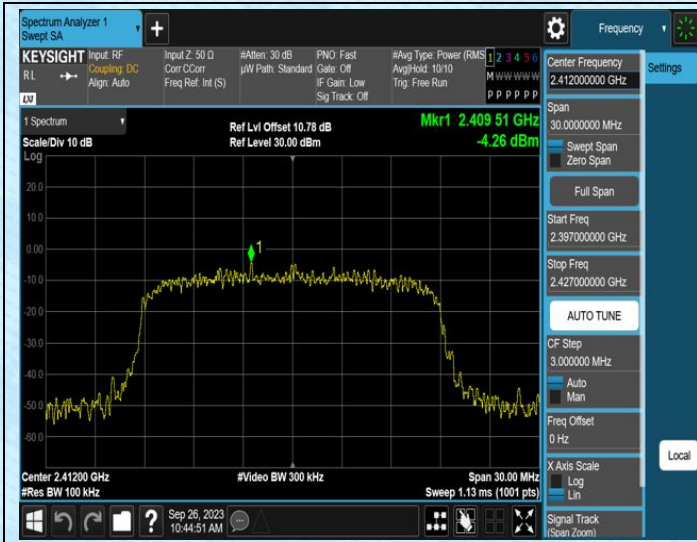 Spectrum Analyzer 1
Swept SA
Frequency
KEYSIGHT
RL
LXI
Input: RF
Coupling: DC
Align: Auto
Input Z: 50 Ω
Corr CCorr
Freq Ref: Int (S)
#Atten: 30 dB
µW Path: Standard
PNO: Fast
Gate: Off
IF Gain: Low
Sig Track: Off
#Avg Type: Power (RMS
Avg|Hold: 10/10
Trig: Free Run
1 2 3 4 5 6
M W W W W W
P P P P P P
Center Frequency
2.412000000 GHz
Settings
1 Spectrum
Scale/Div 10 dB
Log
Ref Lvl Offset 10.78 dB
Ref Level 30.00 dBm
Mkr1 2.409 51 GHz
-4.26 dBm
Span
30.0000000 MHz
Swept Span
Zero Span
Full Span
Start Freq
2.397000000 GHz
Stop Freq
2.427000000 GHz
AUTO TUNE
CF Step
3.000000 MHz
Auto
Man
Freq Offset
0 Hz
X Axis Scale
Log
Lin
Local
Signal Track
(Span Zoom)
20.0
10.0
0.00
1
-10.0
-20.0
-30.0
-40.0
-50.0
-60.0
Center 2.41200 GHz
#Res BW 100 kHz
#Video BW 300 kHz
Span 30.00 MHz
Sweep 1.13 ms (1001 pts)
?
Sep 26, 2023
10:44:51 AM